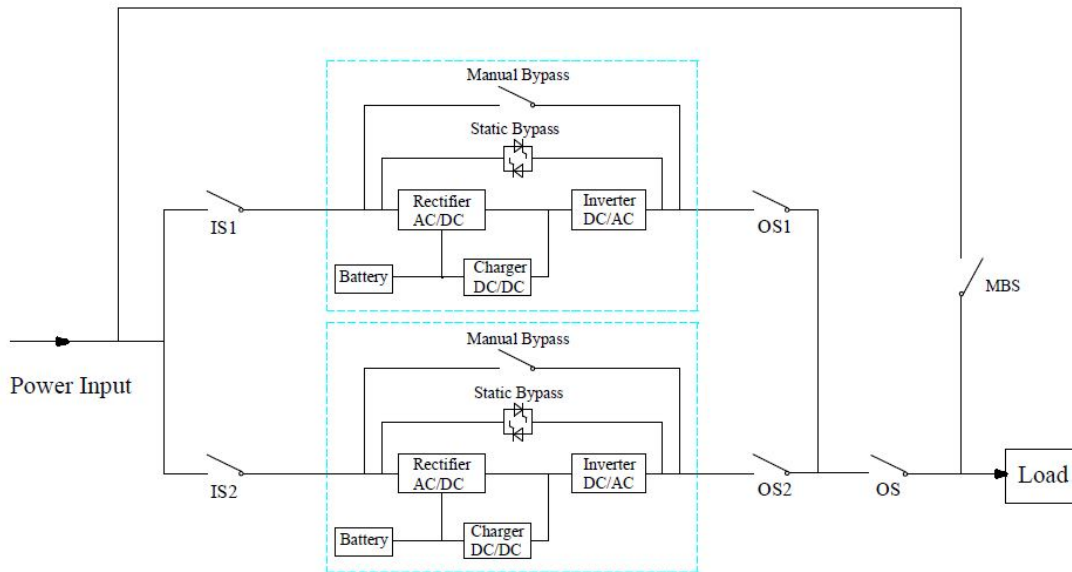 Manual Bypass
Static Bypass
Rectifier
AC/DC
Inverter
DC/AC
IS1
OS1
Battery
Charger
DC/DC
MBS
Power Input
Manual Bypass
Static Bypass
Rectifier
AC/DC
Inverter
DC/AC
IS2
OS2
OS
Load
Battery
Charger
DC/DC